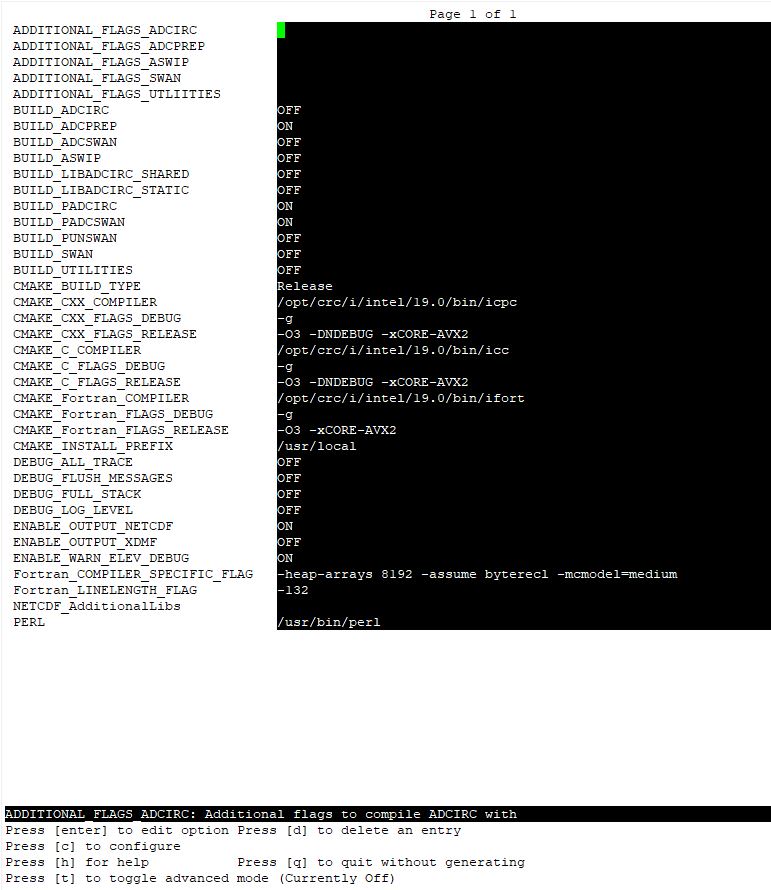 Page 1 of 1
ADDITIONAL_FLAGS_ADCIRC
ADDITIONAL_FLAGS_ADCPREP
ADDITIONAL_FLAGS_ASWIP
ADDITIONAL_FLAGS_SWAN
ADDITIONAL_FLAGS_UTLIITIES
BUILD_ADCIRC OFF
BUILD_ADCPREP ON
BUILD_ADCSWAN OFF
BUILD_ASWIP OFF
BUILD_LIBADCIRC_SHARED OFF
BUILD_LIBADCIRC_STATIC OFF
BUILD_PADCIRC ON
BUILD_PADCSWAN ON
BUILD_PUNSWAN OFF
BUILD_SWAN OFF
BUILD_UTILITIES OFF
CMAKE_BUILD_TYPE Release
CMAKE_CXX_COMPILER /opt/crc/i/intel/19.0/bin/icpc
CMAKE_CXX_FLAGS_DEBUG -g
CMAKE_CXX_FLAGS_RELEASE -O3 -DNDEBUG -xCORE-AVX2
CMAKE_C_COMPILER /opt/crc/i/intel/19.0/bin/icc
CMAKE_C_FLAGS_DEBUG -g
CMAKE_C_FLAGS_RELEASE -O3 -DNDEBUG -xCORE-AVX2
CMAKE_Fortran_COMPILER /opt/crc/i/intel/19.0/bin/ifort
CMAKE_Fortran_FLAGS_DEBUG -g
CMAKE_Fortran_FLAGS_RELEASE -O3 -xCORE-AVX2
CMAKE_INSTALL_PREFIX /usr/local
DEBUG_ALL_TRACE OFF
DEBUG_FLUSH_MESSAGES OFF
DEBUG_FULL_STACK OFF
DEBUG_LOG_LEVEL OFF
ENABLE_OUTPUT_NETCDF ON
ENABLE_OUTPUT_XDMF OFF
ENABLE_WARN_ELEV_DEBUG ON
Fortran_COMPILER_SPECIFIC_FLAG -heap-arrays 8192 -assume byterecl -mcmodel=medium
Fortran_LINELENGTH_FLAG -132
NETCDF_AdditionalLibs
PERL /usr/bin/perl
ADDITIONAL_FLAGS_ADCIRC: Additional flags to compile ADCIRC with
Press [enter] to edit option Press [d] to delete an entry
Press [c] to configure
Press [h] for help Press [q] to quit without generating
Press [t] to toggle advanced mode (Currently Off)